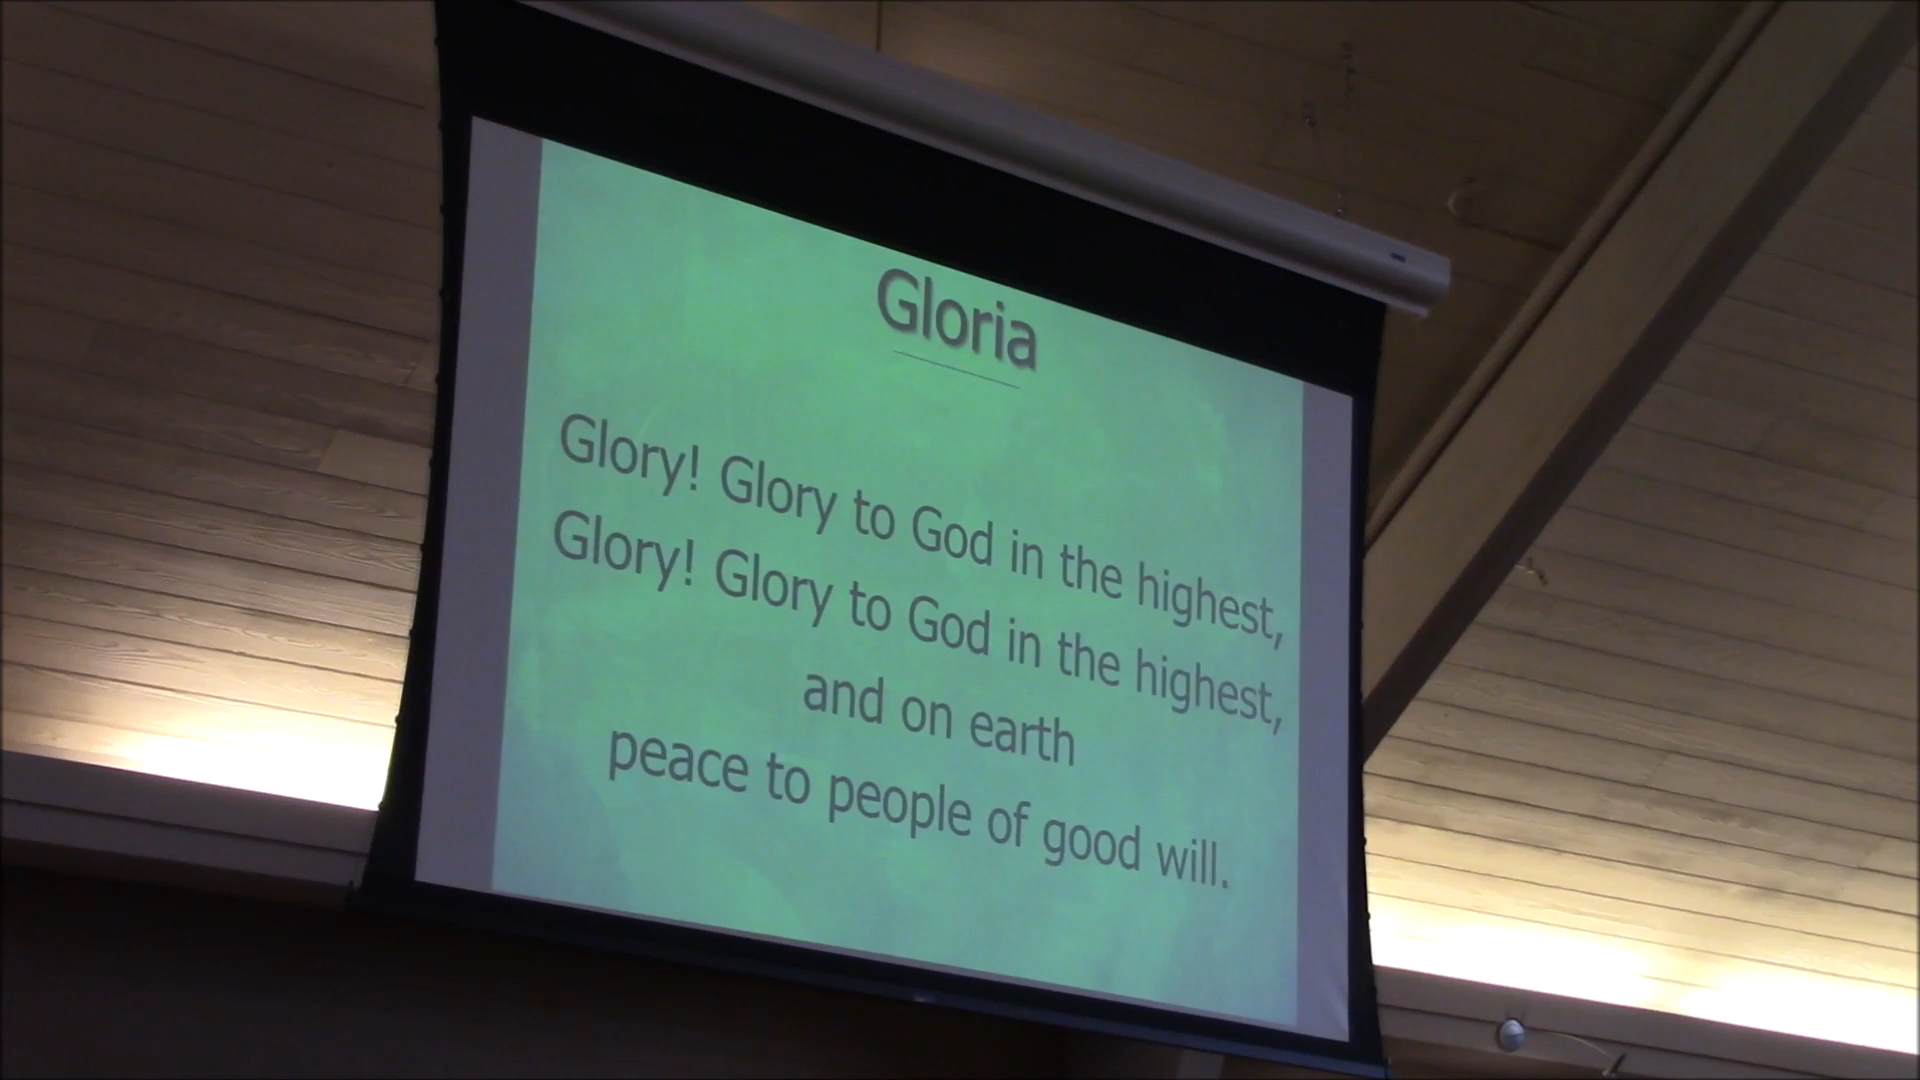 Gloria
Glory! Glory to God in the highest,
Glory! Glory to God in the highest,
and on earth
peace to people of good will.